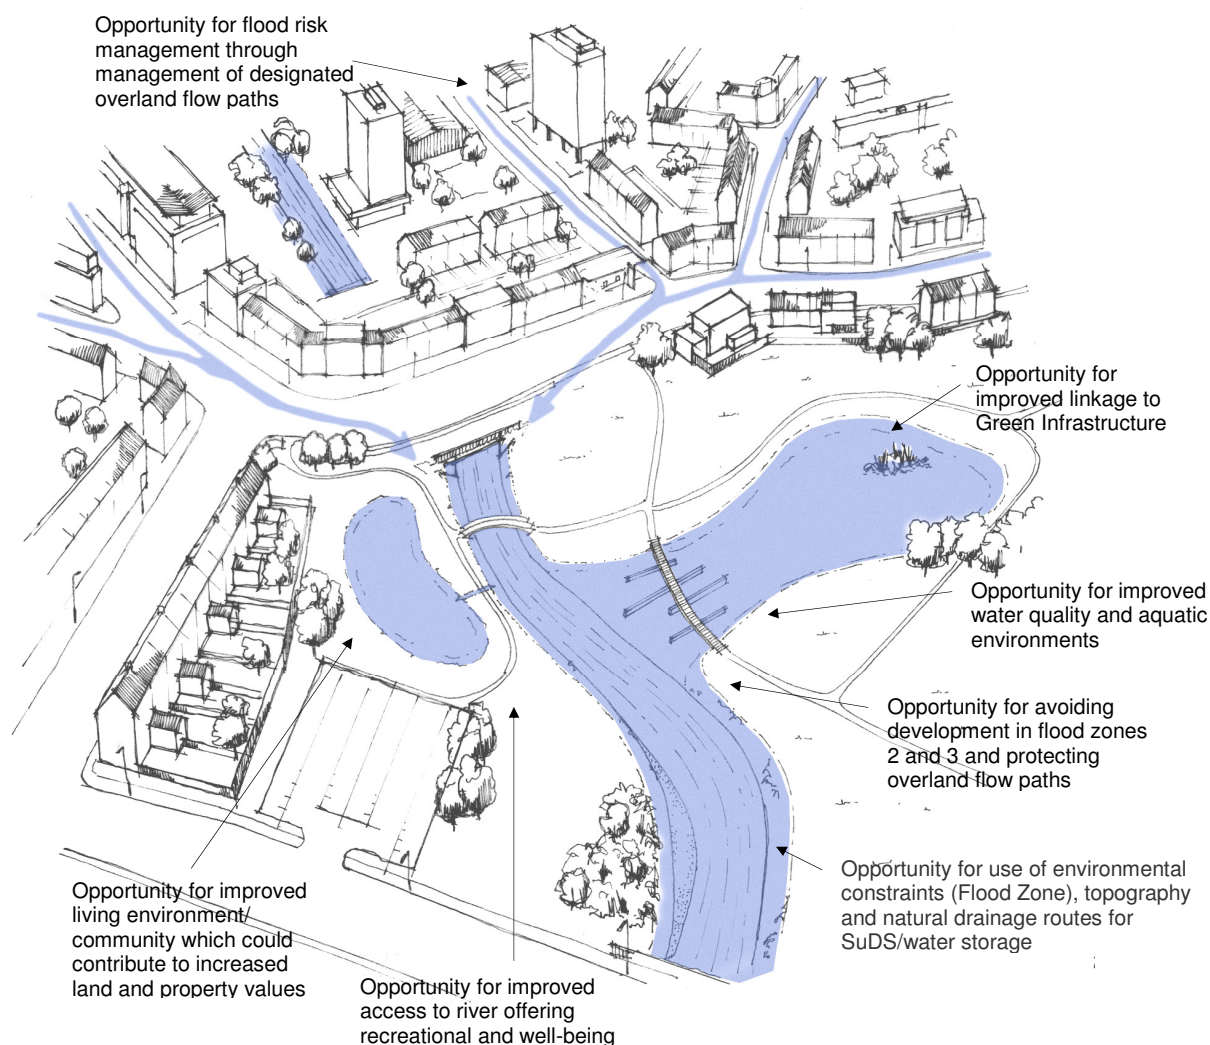 Opportunity for flood risk
management through
management of designated
overland flow paths
Opportunity for
improved linkage to
Green Infrastructure
Opportunity for improved
water quality and aquatic
environments
Opportunity for avoiding
development in flood zones
2 and 3 and protecting
overland flow paths
Opportunity for use of environmental
constraints (Flood Zone), topography
and natural drainage routes for
SuDS/water storage
Opportunity for improved
living environment/
community which could
contribute to increased
land and property values
Opportunity for improved
access to river offering
recreational and well-being